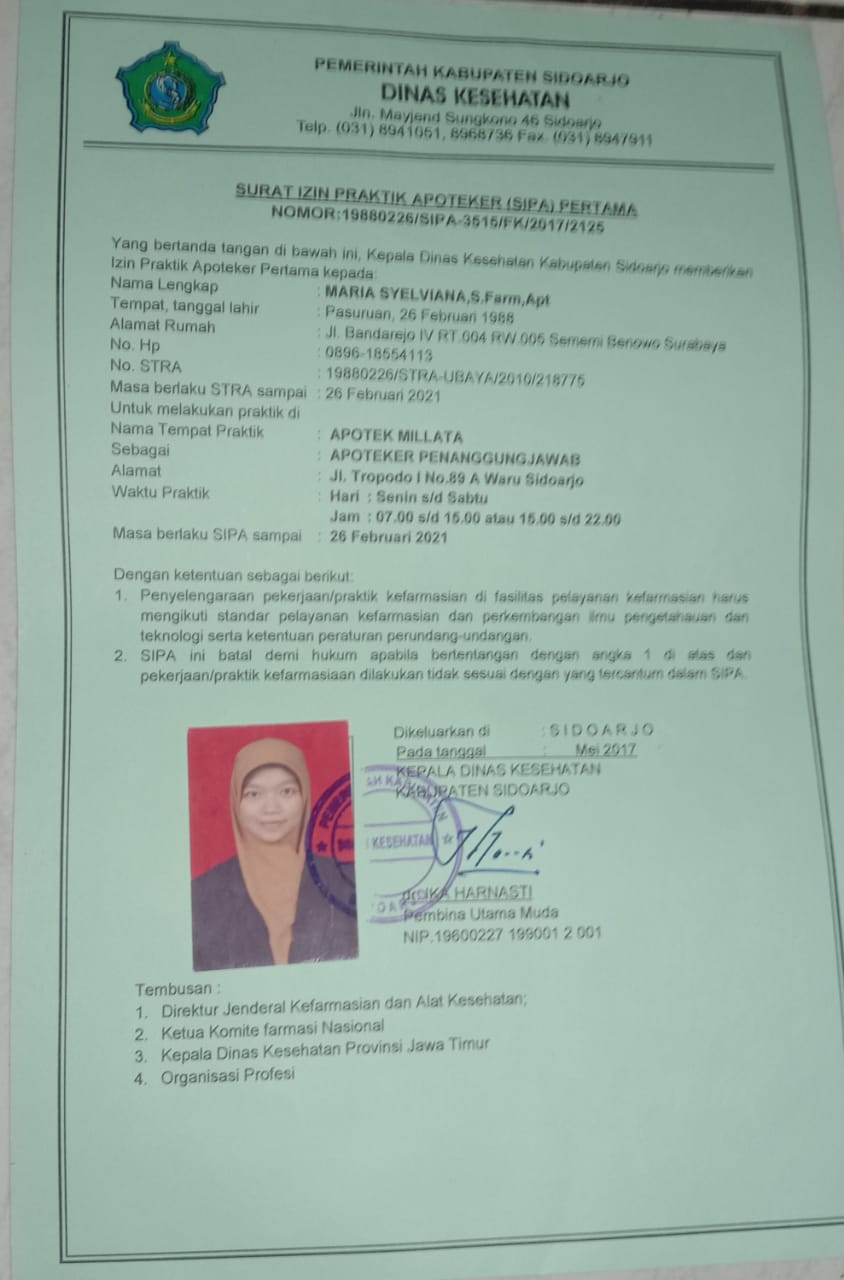 PEMERINTAH KABUPATEN SIDOARJO
DINAS KESEHATAN
Jln. Mayjend Sungkono 46 Sidoarjo
Telp. (031) 8941051, 8968736 Fax. (031) 8947911
SURAT IZIN PRAKTIK APOTEKER (SIPA) PERTAMA
NOMOR:19880226/SIPA-3515/FK/2017/2125
Yang bertanda tangan di bawah ini, Kepala Dinas Kesehatan Kabupaten Sidoarjo memberikan
Izin Praktik Apoteker Pertama kepada:
Nama Lengkap : MARIA SYELVIANA,S.Farm,Apt
Tempat, tanggal lahir : Pasuruan, 26 Februari 1988
Alamat Rumah : Jl. Bandarejo IV RT.004 RW.005 Sememi Benowo Surabaya
No. Hp : 0896-18554113
No. STRA : 19880226/STRA-UBAYA/2010/218775
Masa berlaku STRA sampai : 26 Februari 2021
Untuk melakukan praktik di
Nama Tempat Praktik : APOTEK MILLATA
Sebagai : APOTEKER PENANGGUNGJAWAB
Alamat : Jl. Tropodo I No.89 A Waru Sidoarjo
Waktu Praktik : Hari : Senin s/d Sabtu
Jam : 07.00 s/d 15.00 atau 15.00 s/d 22.00
Masa berlaku SIPA sampai : 26 Februari 2021
Dengan ketentuan sebagai berikut:
1. Penyelengaraan pekerjaan/praktik kefarmasian di fasilitas pelayanan kefarmasian harus
mengikuti standar pelayanan kefarmasian dan perkembangan ilmu pengetahuan dan
teknologi serta ketentuan peraturan perundang-undangan.
2. SIPA ini batal demi hukum apabila bertentangan dengan angka 1 di atas dan
pekerjaan/praktik kefarmasiaan dilakukan tidak sesuai dengan yang tercantum dalam SIPA.
Dikeluarkan di : S I D O A R J O
Pada tanggal : Mei 2017
KEPALA DINAS KESEHATAN
KABUPATEN SIDOARJO
KESEHATAN
IKA HARNASTI
Pembina Utama Muda
NIP.19600227 199001 2 001
Tembusan :
1. Direktur Jenderal Kefarmasian dan Alat Kesehatan;
2. Ketua Komite farmasi Nasional
3. Kepala Dinas Kesehatan Provinsi Jawa Timur
4. Organisasi Profesi